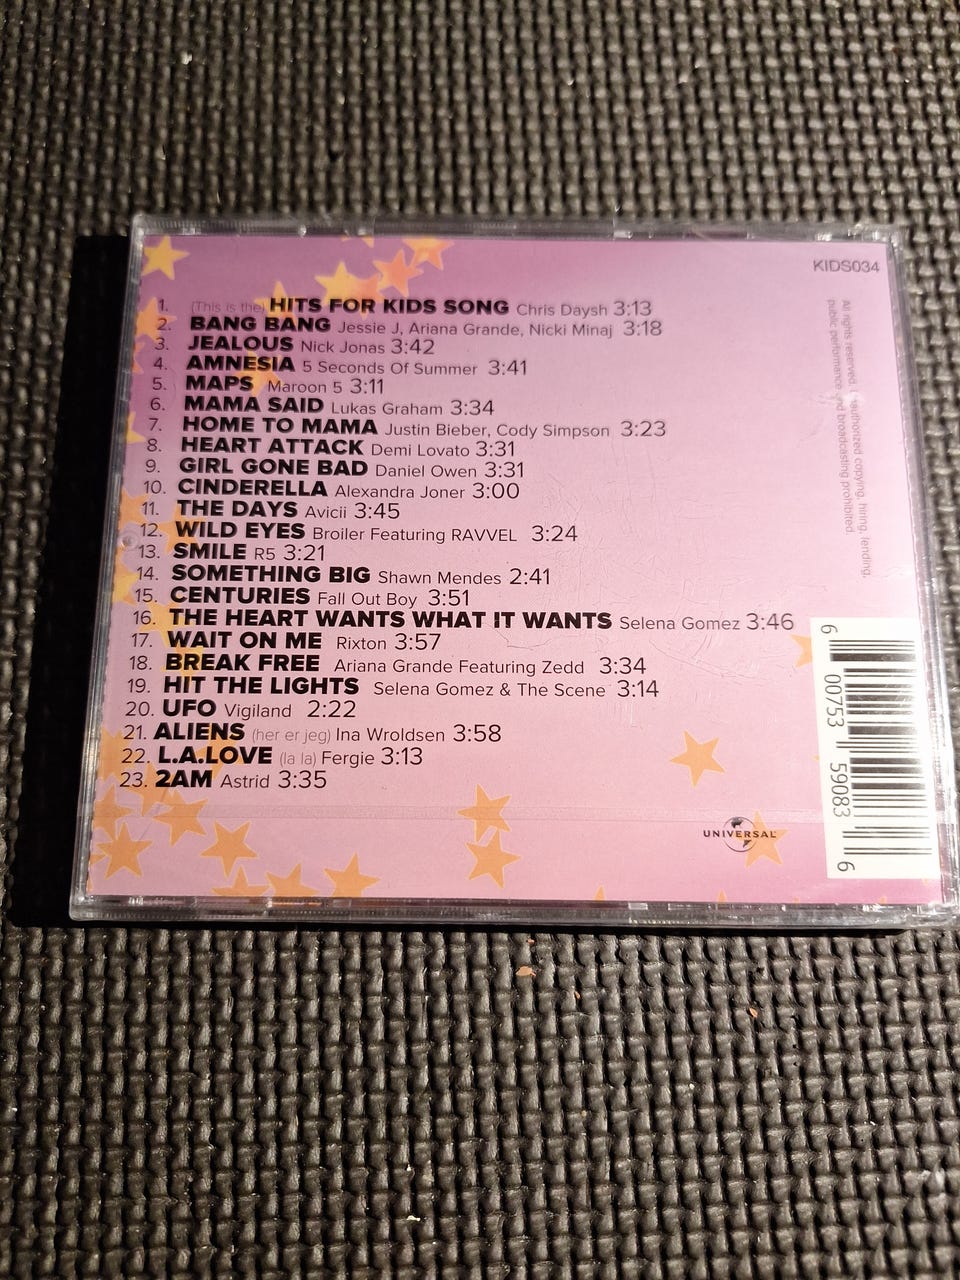 KIDS034
1. (This is the) HITS FOR KIDS SONG Chris Daysh 3:13
2. BANG BANG Jessie J, Ariana Grande, Nicki Minaj 3:18
3. JEALOUS Nick Jonas 3:42
4. AMNESIA 5 Seconds Of Summer 3:41
5. MAPS Maroon 5 3:11
6. MAMA SAID Lukas Graham 3:34
7. HOME TO MAMA Justin Bieber, Cody Simpson 3:23
8. HEART ATTACK Demi Lovato 3:31
9. GIRL GONE BAD Daniel Owen 3:31
10. CINDERELLA Alexandra Joner 3:00
11. THE DAYS Avicii 3:45
12. WILD EYES Broiler Featuring RAVVEL 3:24
13. SMILE R5 3:21
14. SOMETHING BIG Shawn Mendes 2:41
15. CENTURIES Fall Out Boy 3:51
16. THE HEART WANTS WHAT IT WANTS Selena Gomez 3:46
17. WAIT ON ME Rixton 3:57
18. BREAK FREE Ariana Grande Featuring Zedd 3:34
19. HIT THE LIGHTS Selena Gomez & The Scene 3:14
20. UFO Vigiland 2:22
21. ALIENS (her er jeg) Ina Wroldsen 3:58
22. L.A.LOVE (la la) Fergie 3:13
23. 2AM Astrid 3:35
All rights reserved. Unauthorized copying, hiring, lending,
public performance and broadcasting prohibited.
6 00753 59083 6
UNIVERSAL